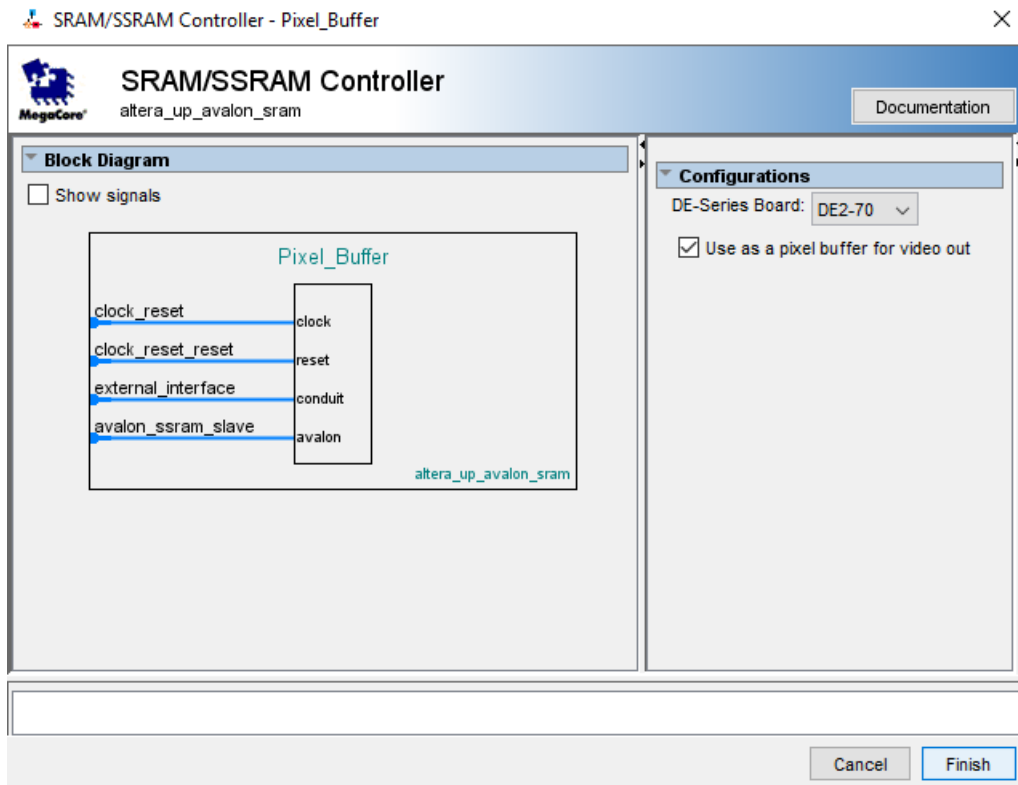 SRAM/SSRAM Controller - Pixel_Buffer
SRAM/SSRAM Controller
altera_up_avalon_sram
MegaCore®
Documentation
Block Diagram
Show signals
Pixel_Buffer
clock_reset
clock
clock_reset_reset
reset
external_interface
conduit
avalon_ssram_slave
avalon
altera_up_avalon_sram
Configurations
DE-Series Board: DE2-70
Use as a pixel buffer for video out
Cancel
Finish